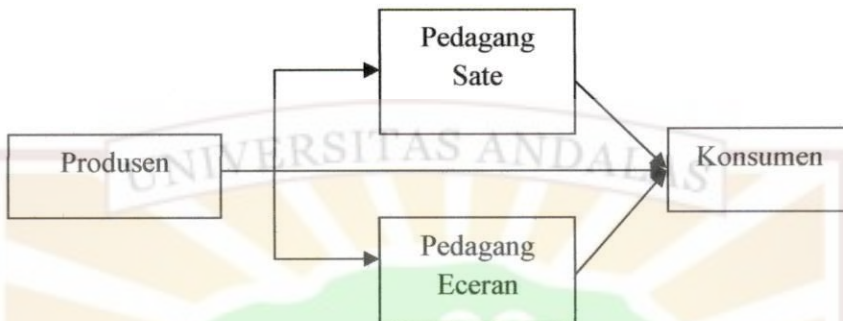 Pedagang
Sate
Produsen
UNIVERSITAS ANDALAS
Konsumen
Pedagang
Eceran